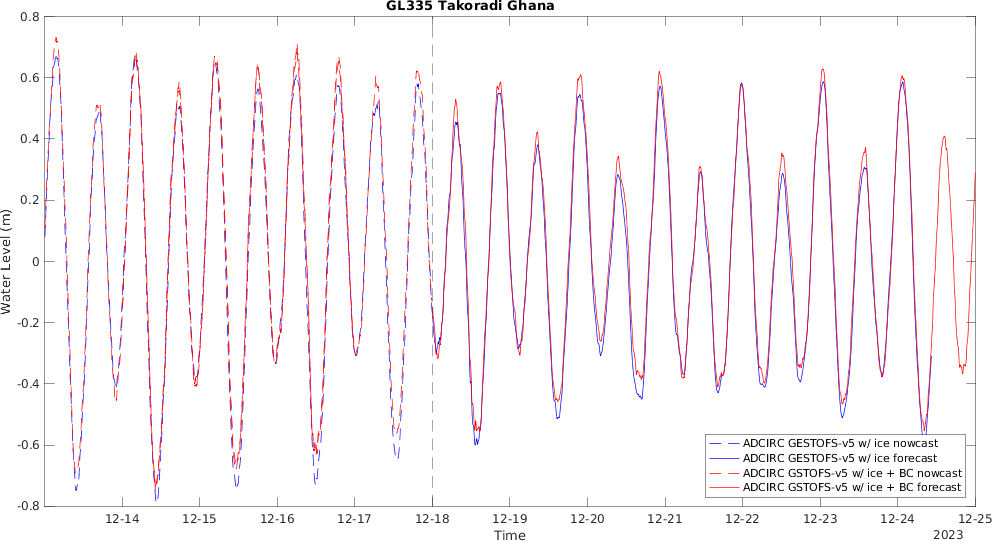 GL335 Takoradi Ghana
Water Level (m)
0.8
0.6
0.4
0.2
0
-0.2
-0.4
-0.6
-0.8
ADCIRC GESTOFS-v5 w/ ice nowcast
ADCIRC GESTOFS-v5 w/ ice forecast
ADCIRC GSTOFS-v5 w/ ice + BC nowcast
ADCIRC GSTOFS-v5 w/ ice + BC forecast
12-14 12-15 12-16 12-17 12-18 12-19 12-20 12-21 12-22 12-23 12-24 12-25
Time
2023